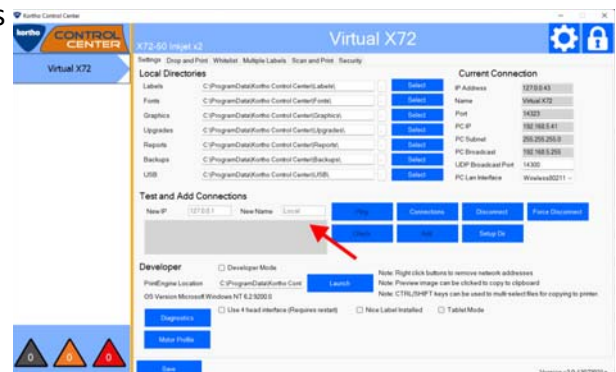 S
Kortho Control Center
kortho CONTROL CENTER
X72-50 Inkjet x2
Virtual X72
Virtual X72
Settings Drop and Print Whitelist Multiple Labels Scan and Print Security
Local Directories
Current Connection
Labels C:\ProgramData\Kortho Control Center\Labels\ Select IP Address 127.0.0.43
Fonts C:\ProgramData\Kortho Control Center\Fonts\ Select Name Virtual X72
Graphics C:\ProgramData\Kortho Control Center\Graphics\ Select Port 14323
Upgrades C:\ProgramData\Kortho Control Center\Upgrades\ Select PC IP 192.168.5.41
Reports C:\ProgramData\Kortho Control Center\Reports\ Select PC Subnet 255.255.255.0
Backups C:\ProgramData\Kortho Control Center\Backups\ Select PC Broadcast 192.168.5.255
USB C:\ProgramData\Kortho Control Center\USB\ Select UDP Broadcast Port 14300
PC Lan Interface Wireless80211
Test and Add Connections
New IP 127.0.0.1 New Name Local Ping Connections Disconnect Force Disconnect
Add Setup Dir
Developer Developer Mode
PrintEngine Location C:\ProgramData\Kortho Cont Launch
Note: Right click buttons to remove network addresses
Note: Preview image can be clicked to copy to clipboard
Note: CTRL/SHIFT keys can be used to multi-select files for copying to printer.
OS Version Microsoft Windows NT 6.2.9200.0
Diagnostics Use 4 head interface (Requires restart) Nice Label Installed Tablet Mode
Motor Profile
0 0 0
Save